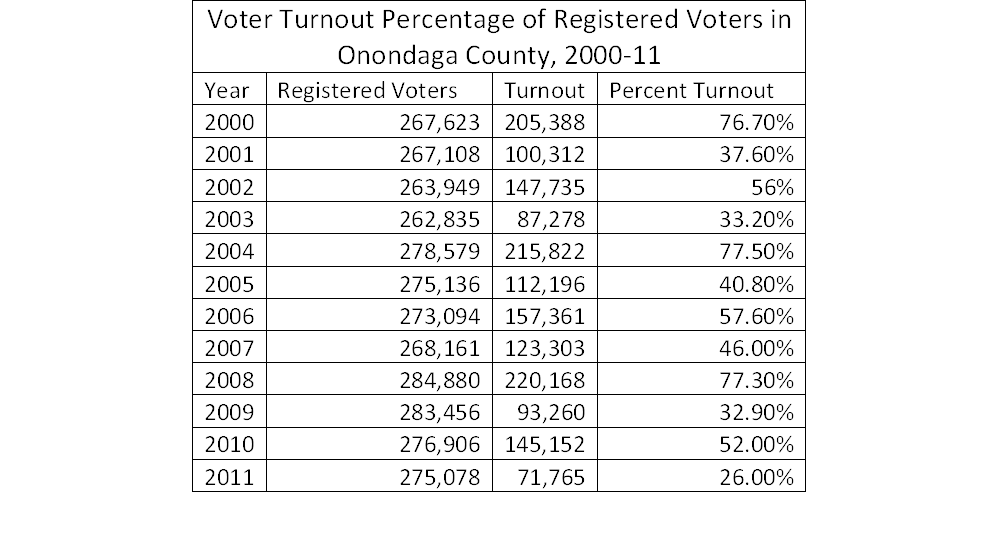 Voter Turnout Percentage of Registered Voters in
Onondaga County, 2000-11
Year Registered Voters Turnout Percent Turnout
2000 267,623 205,388 76.70%
2001 267,108 100,312 37.60%
2002 263,949 147,735 56%
2003 262,835 87,278 33.20%
2004 278,579 215,822 77.50%
2005 275,136 112,196 40.80%
2006 273,094 157,361 57.60%
2007 268,161 123,303 46.00%
2008 284,880 220,168 77.30%
2009 283,456 93,260 32.90%
2010 276,906 145,152 52.00%
2011 275,078 71,765 26.00%